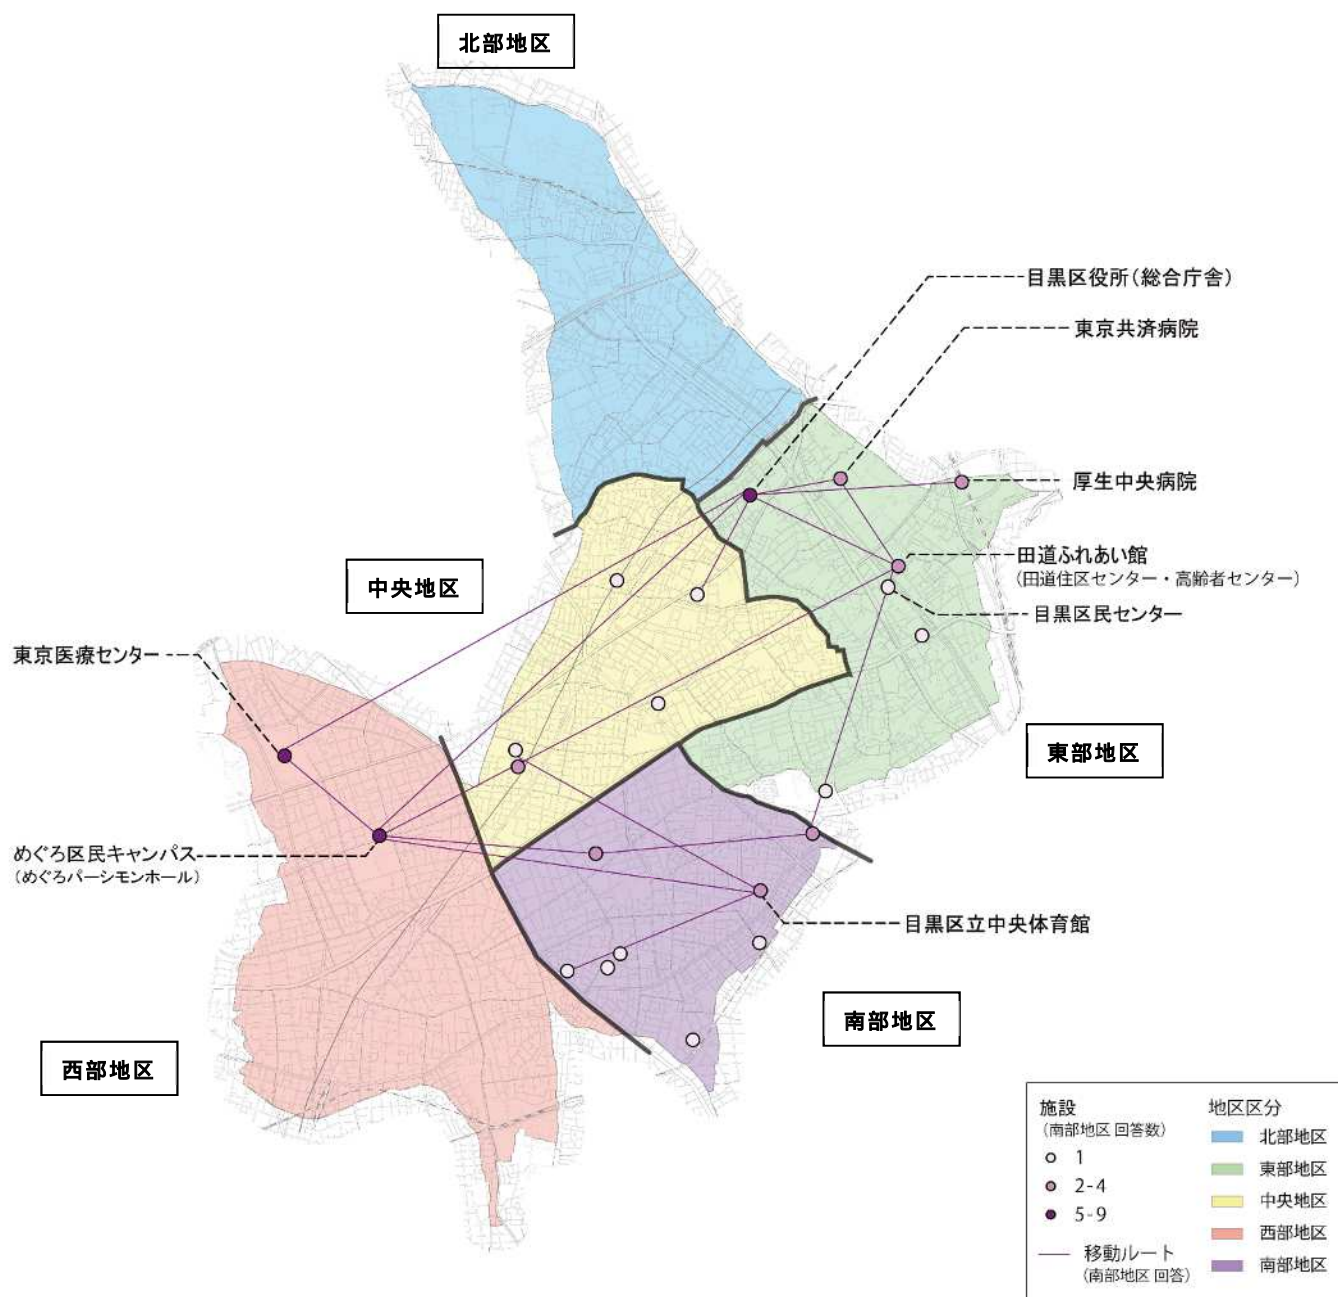 北部地区
目黒区役所(総合庁舎)
東京共済病院
厚生中央病院
田道ふれあい館
(田道住区センター・高齢者センター)
目黒区民センター
中央地区
東京医療センター
東部地区
めぐろ区民キャンパス
(めぐろパーシモンホール)
目黒区立中央体育館
南部地区
西部地区
施設
(南部地区 回答数)
1
2-4
5-9
移動ルート
(南部地区 回答)
地区区分
北部地区
東部地区
中央地区
西部地区
南部地区